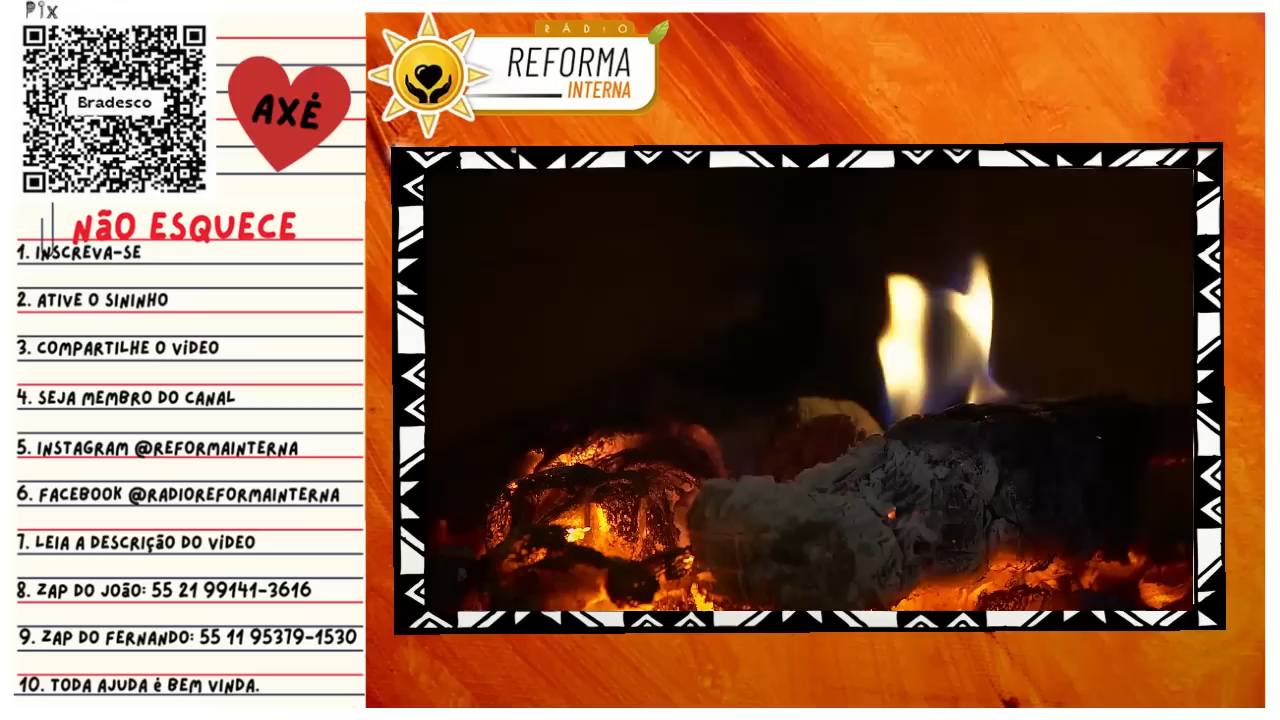 Pix
Bradesco
AXÉ
NÃO ESQUECE
1. INSCREVA-SE
2. ATIVE O SININHO
3. COMPARTILHE O VÍDEO
4. SEJA MEMBRO DO CANAL
5. INSTAGRAM @REFORMAINTERNA
6. FACEBOOK @RADIOREFORMAINTERNA
7. LEIA A DESCRIÇÃO DO VÍDEO
8. ZAP DO JOÃO: 55 21 99141-3616
9. ZAP DO FERNANDO: 55 11 95379-1530
10. TODA AJUDA É BEM VINDA.
RÁDIO
REFORMA
INTERNA